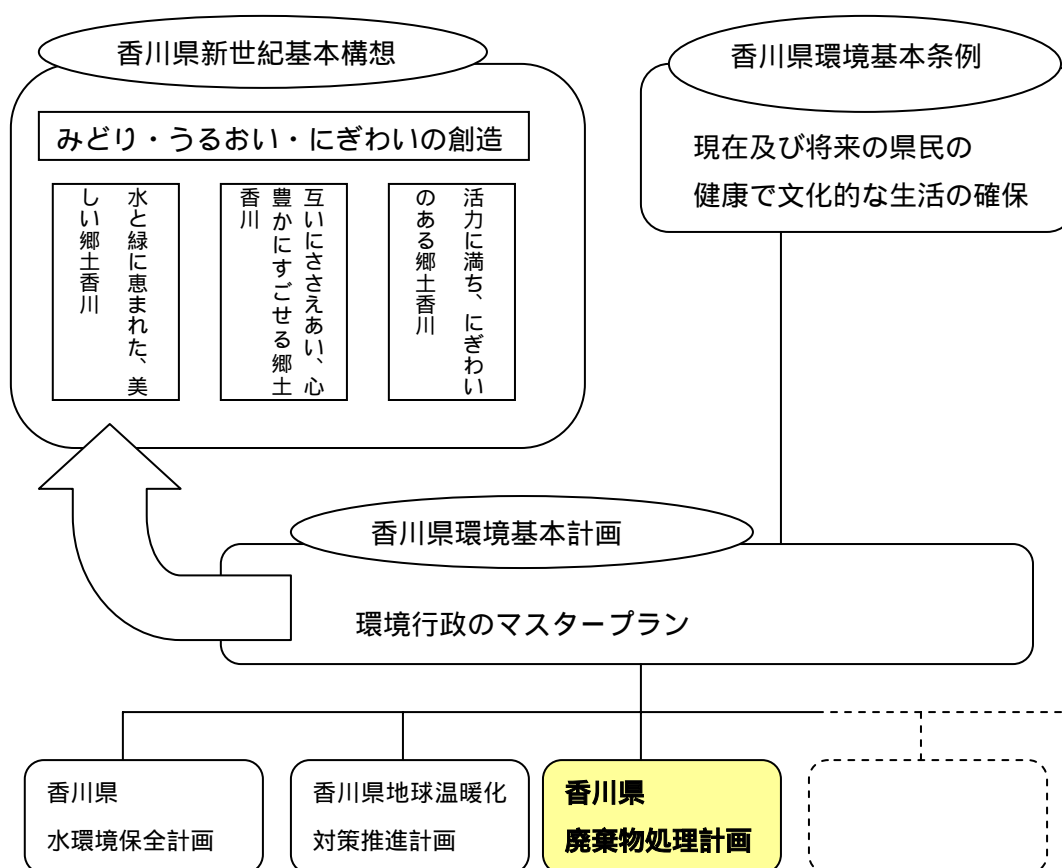 香川県新世紀基本構想
みどり・うるおい・にぎわいの創造
水と緑に恵まれた、美
しい郷土香川
互いにささえあい、心
豊かにすごせる郷土
香川
活力に満ち、にぎわい
のある郷土香川
香川県環境基本条例
現在及び将来の県民の
健康で文化的な生活の確保
香川県環境基本計画
環境行政のマスタープラン
香川県
水環境保全計画
香川県地球温暖化
対策推進計画
香川県
廃棄物処理計画